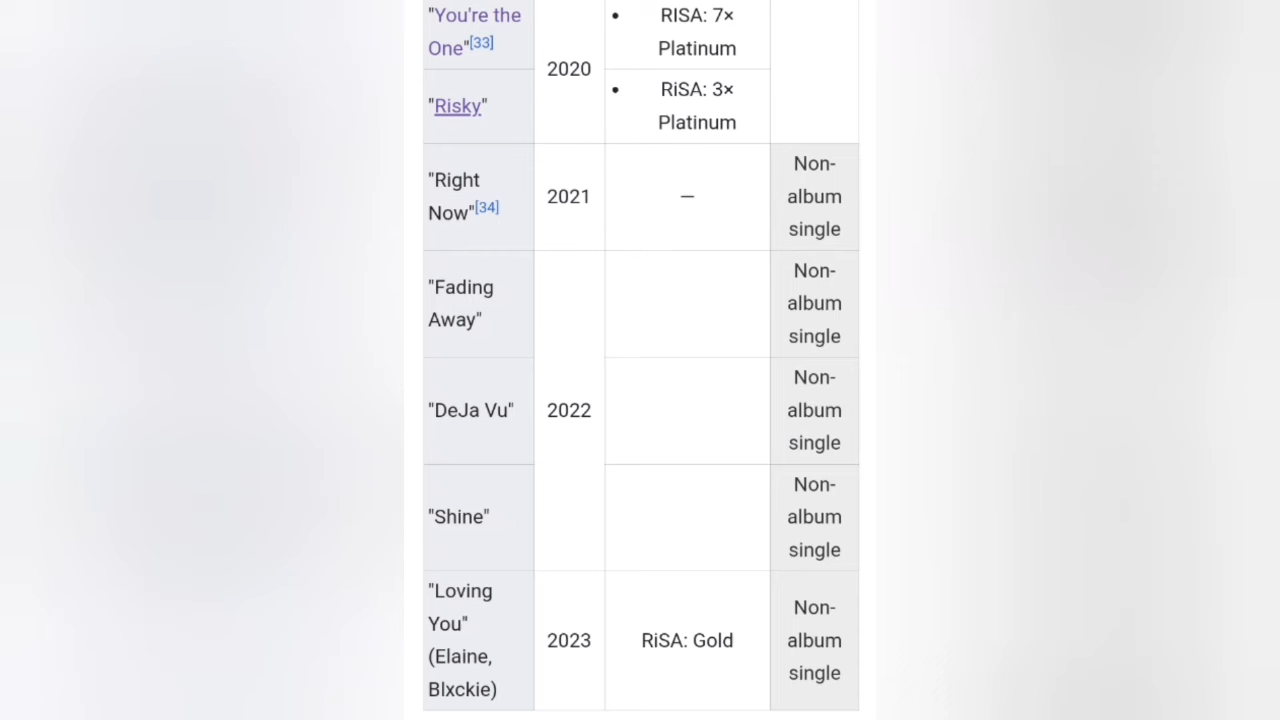 "You're the
One"[33]
2020
• RISA: 7×
Platinum
"Risky"
• RiSA: 3×
Platinum
"Right
Now"[34]
2021
—
Non-
album
single
"Fading
Away"
2022
Non-
album
single
"DeJa Vu"
Non-
album
single
"Shine"
Non-
album
single
"Loving
You"
(Elaine,
Blxckie)
2023
RiSA: Gold
Non-
album
single